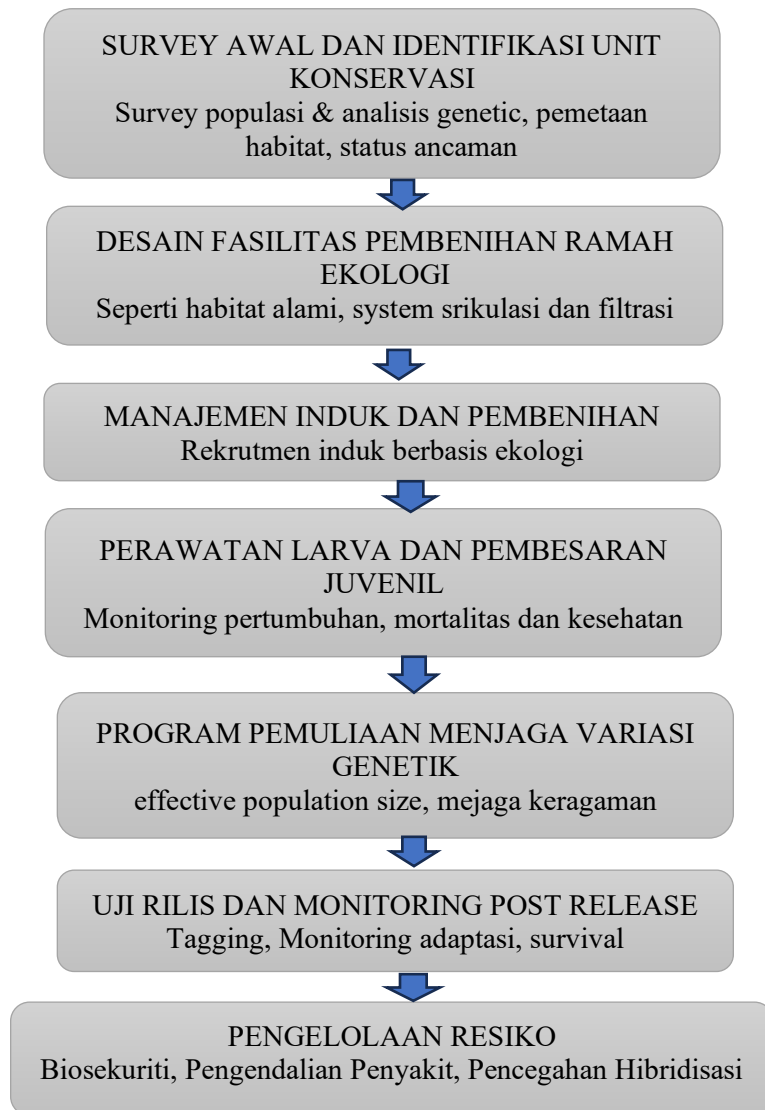 SURVEY AWAL DAN IDENTIFIKASI UNIT
KONSERVASI
Survey populasi & analisis genetic, pemetaan
habitat, status ancaman
DESAIN FASILITAS PEMBENIHAN RAMAH
EKOLOGI
Seperti habitat alami, system srikulasi dan filtrasi
MANAJEMEN INDUK DAN PEMBENIHAN
Rekrutmen induk berbasis ekologi
PERAWATAN LARVA DAN PEMBESARAN
JUVENIL
Monitoring pertumbuhan, mortalitas dan kesehatan
PROGRAM PEMULIAAN MENJAGA VARIASI
GENETIK
effective population size, mejaga keragaman
UJI RILIS DAN MONITORING POST RELEASE
Tagging, Monitoring adaptasi, survival
PENGELOLAAN RESIKO
Biosekuriti, Pengendalian Penyakit, Pencegahan Hibridisasi